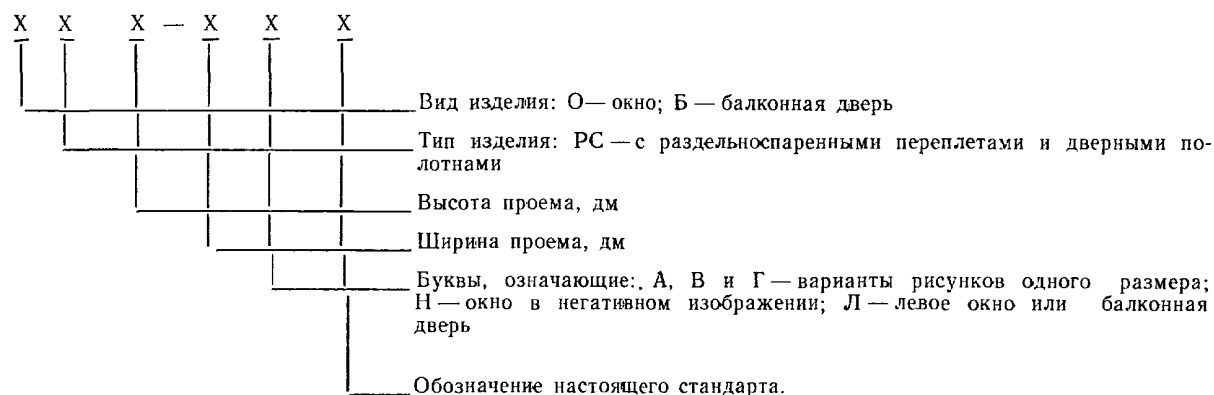 Х Х Х — Х Х Х
Вид изделия: О— окно; Б — балконная дверь
Тип изделия: РС — с раздельноспаренными переплетами и дверными по-
лотнами
Высота проема, дм
Ширина проема, дм
Буквы, означающие:. А, В и Г — варианты рисунков одного размера;
Н — окно в негативном изображении; Л — левое окно или балконная
дверь
Обозначение настоящего стандарта.